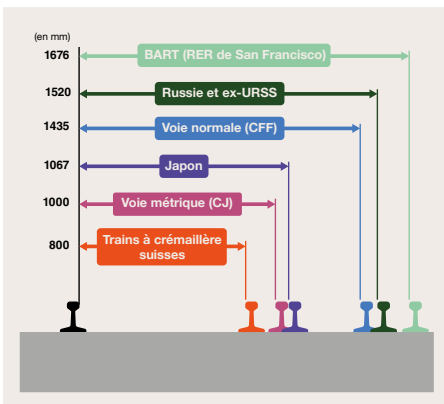 (en mm)
1676 BART (RER de San Francisco)
1520 Russie et ex-URSS
1435 Voie normale (CFF)
1067 Japon
1000 Voie métrique (CJ)
800 Trains à crémaillère
suisses